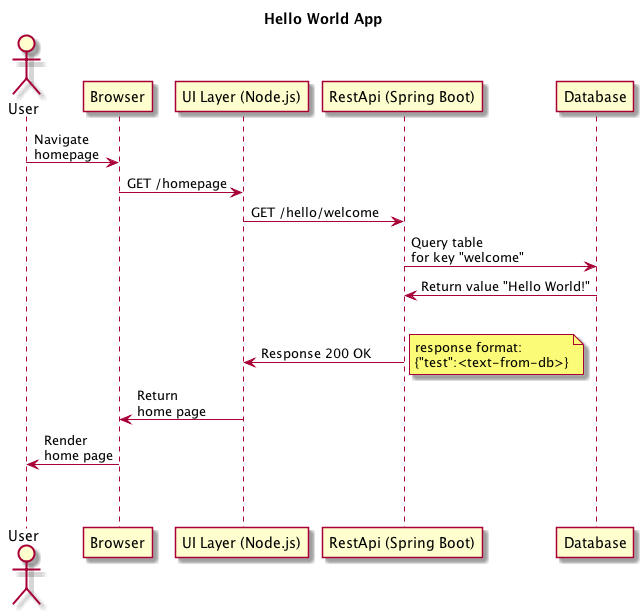 Hello World App
User
Browser
UI Layer (Node.js)
RestApi (Spring Boot)
Database
Navigate
homepage
GET /homepage
GET /hello/welcome
Query table
for key "welcome"
Return value "Hello World!"
response format:
{"test":<text-from-db>}
Response 200 OK
Return
home page
Render
home page
User
Browser
UI Layer (Node.js)
RestApi (Spring Boot)
Database